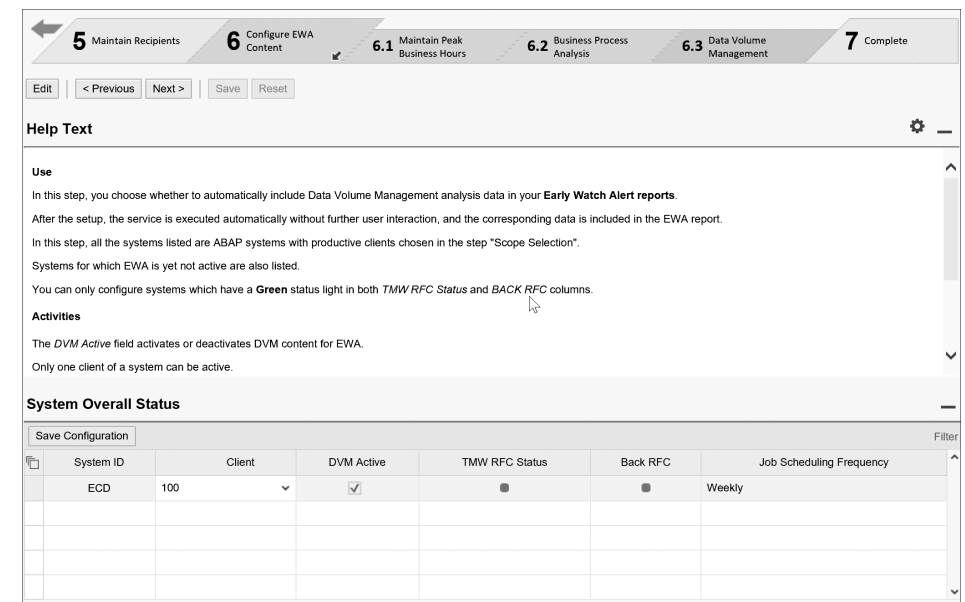 5 Maintain Recipients
6 Configure EWA
Content
6.1 Maintain Peak
Business Hours
6.2 Business Process
Analysis
6.3 Data Volume
Management
7 Complete
Edit < Previous Next > Save Reset
Help Text
Use
In this step, you choose whether to automatically include Data Volume Management analysis data in your Early Watch Alert reports.
After the setup, the service is executed automatically without further user interaction, and the corresponding data is included in the EWA report.
In this step, all the systems listed are ABAP systems with productive clients chosen in the step "Scope Selection".
Systems for which EWA is yet not active are also listed.
You can only configure systems which have a Green status light in both TMW RFC Status and BACK RFC columns.
Activities
The DVM Active field activates or deactivates DVM content for EWA.
Only one client of a system can be active.
System Overall Status
Save Configuration Filter
System ID Client DVM Active TMW RFC Status Back RFC Job Scheduling Frequency
ECD 100 Weekly